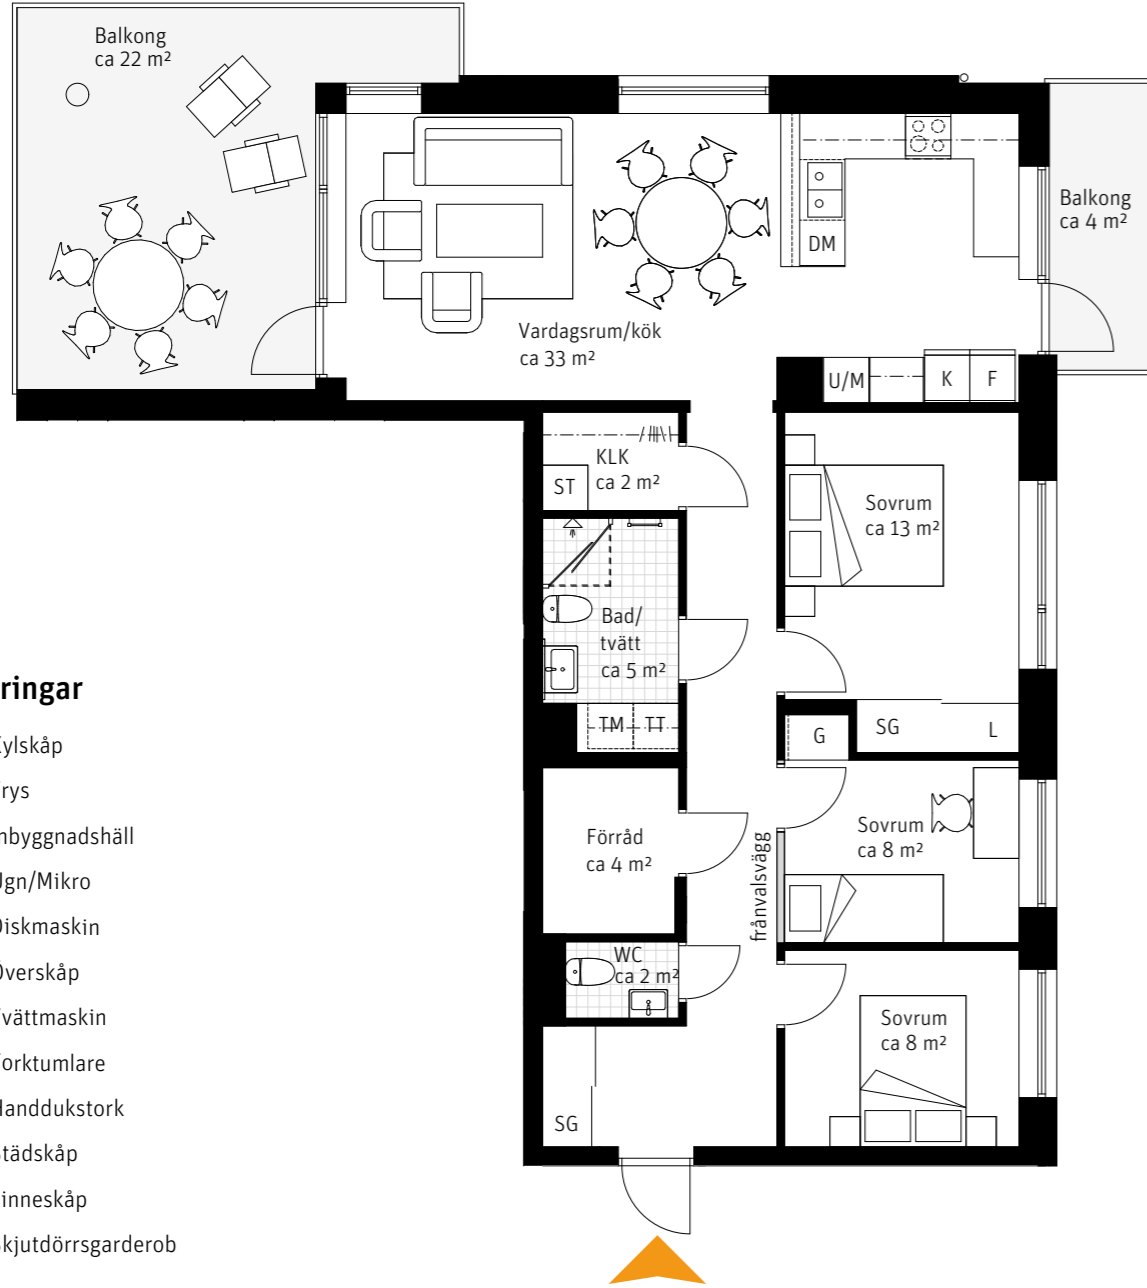 Balkong
ca 22 m²
Balkong
ca 4 m²
DM
Vardagsrum/kök
ca 33 m²
U/M
K
F
KLK
ca 2 m²
ST
Sovrum
ca 13 m²
Bad/
tvätt
ca 5 m²
TM
TT
G
SG
L
Förråd
ca 4 m²
frånvalsvägg
Sovrum
ca 8 m²
WC
ca 2 m²
Sovrum
ca 8 m²
SG
ringar
ylskåp
rys
nbyggnadshäll
gn/Mikro
Diskmaskin
Överskåp
vättmaskin
orktumlare
Handdukstork
tädskåp
inneskåp
kjutdörrsgarderob